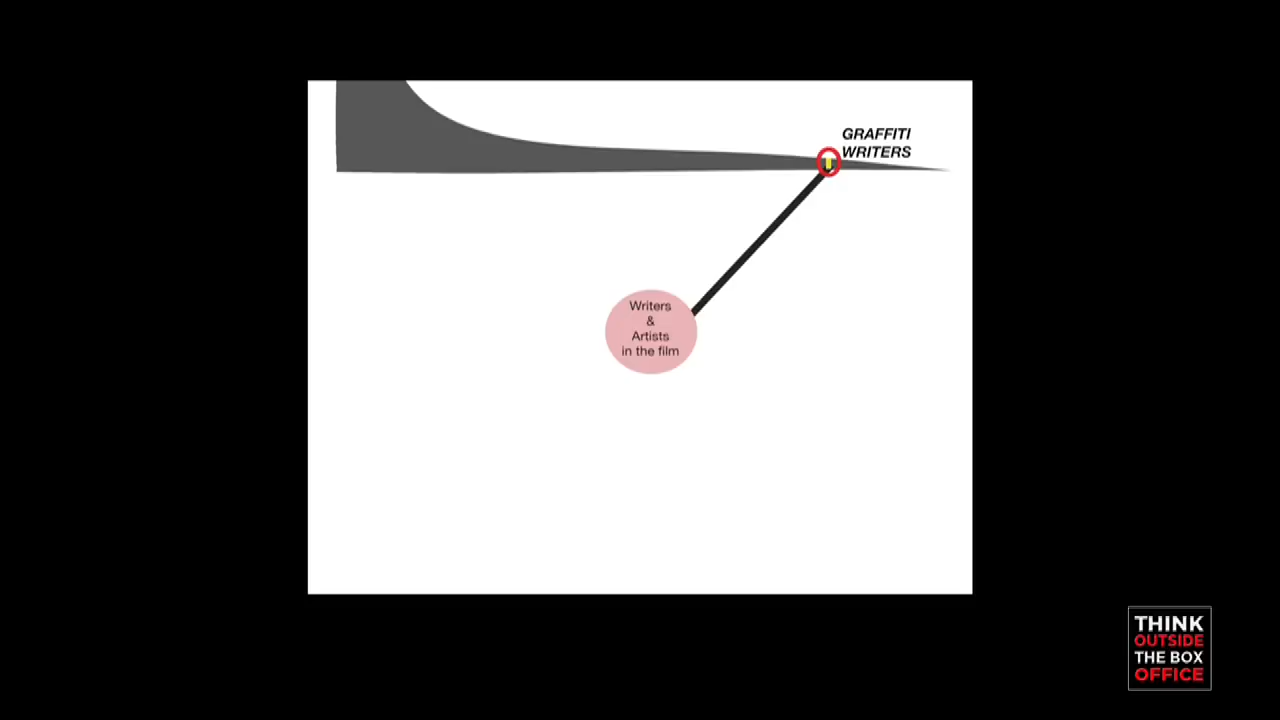 GRAFFITI
WRITERS
Writers
&
Artists
in the film
THINK
OUTSIDE
THE BOX
OFFICE